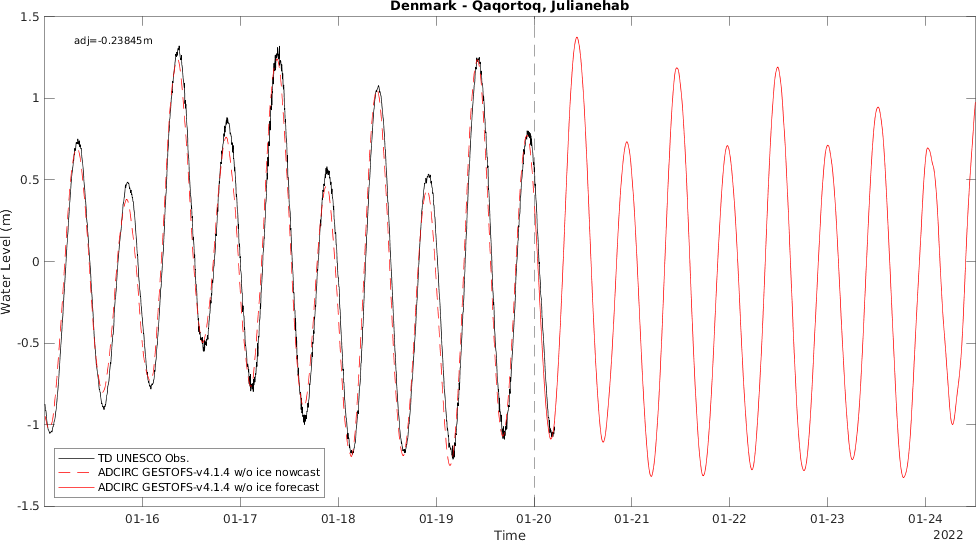 Denmark - Qaqortoq, Julianehab
adj=-0.23845m
1.5
1
0.5
0
-0.5
-1
-1.5
Water Level (m)
TD UNESCO Obs.
ADCIRC GESTOFS-v4.1.4 w/o ice nowcast
ADCIRC GESTOFS-v4.1.4 w/o ice forecast
01-16 01-17 01-18 01-19 01-20 01-21 01-22 01-23 01-24
Time
2022